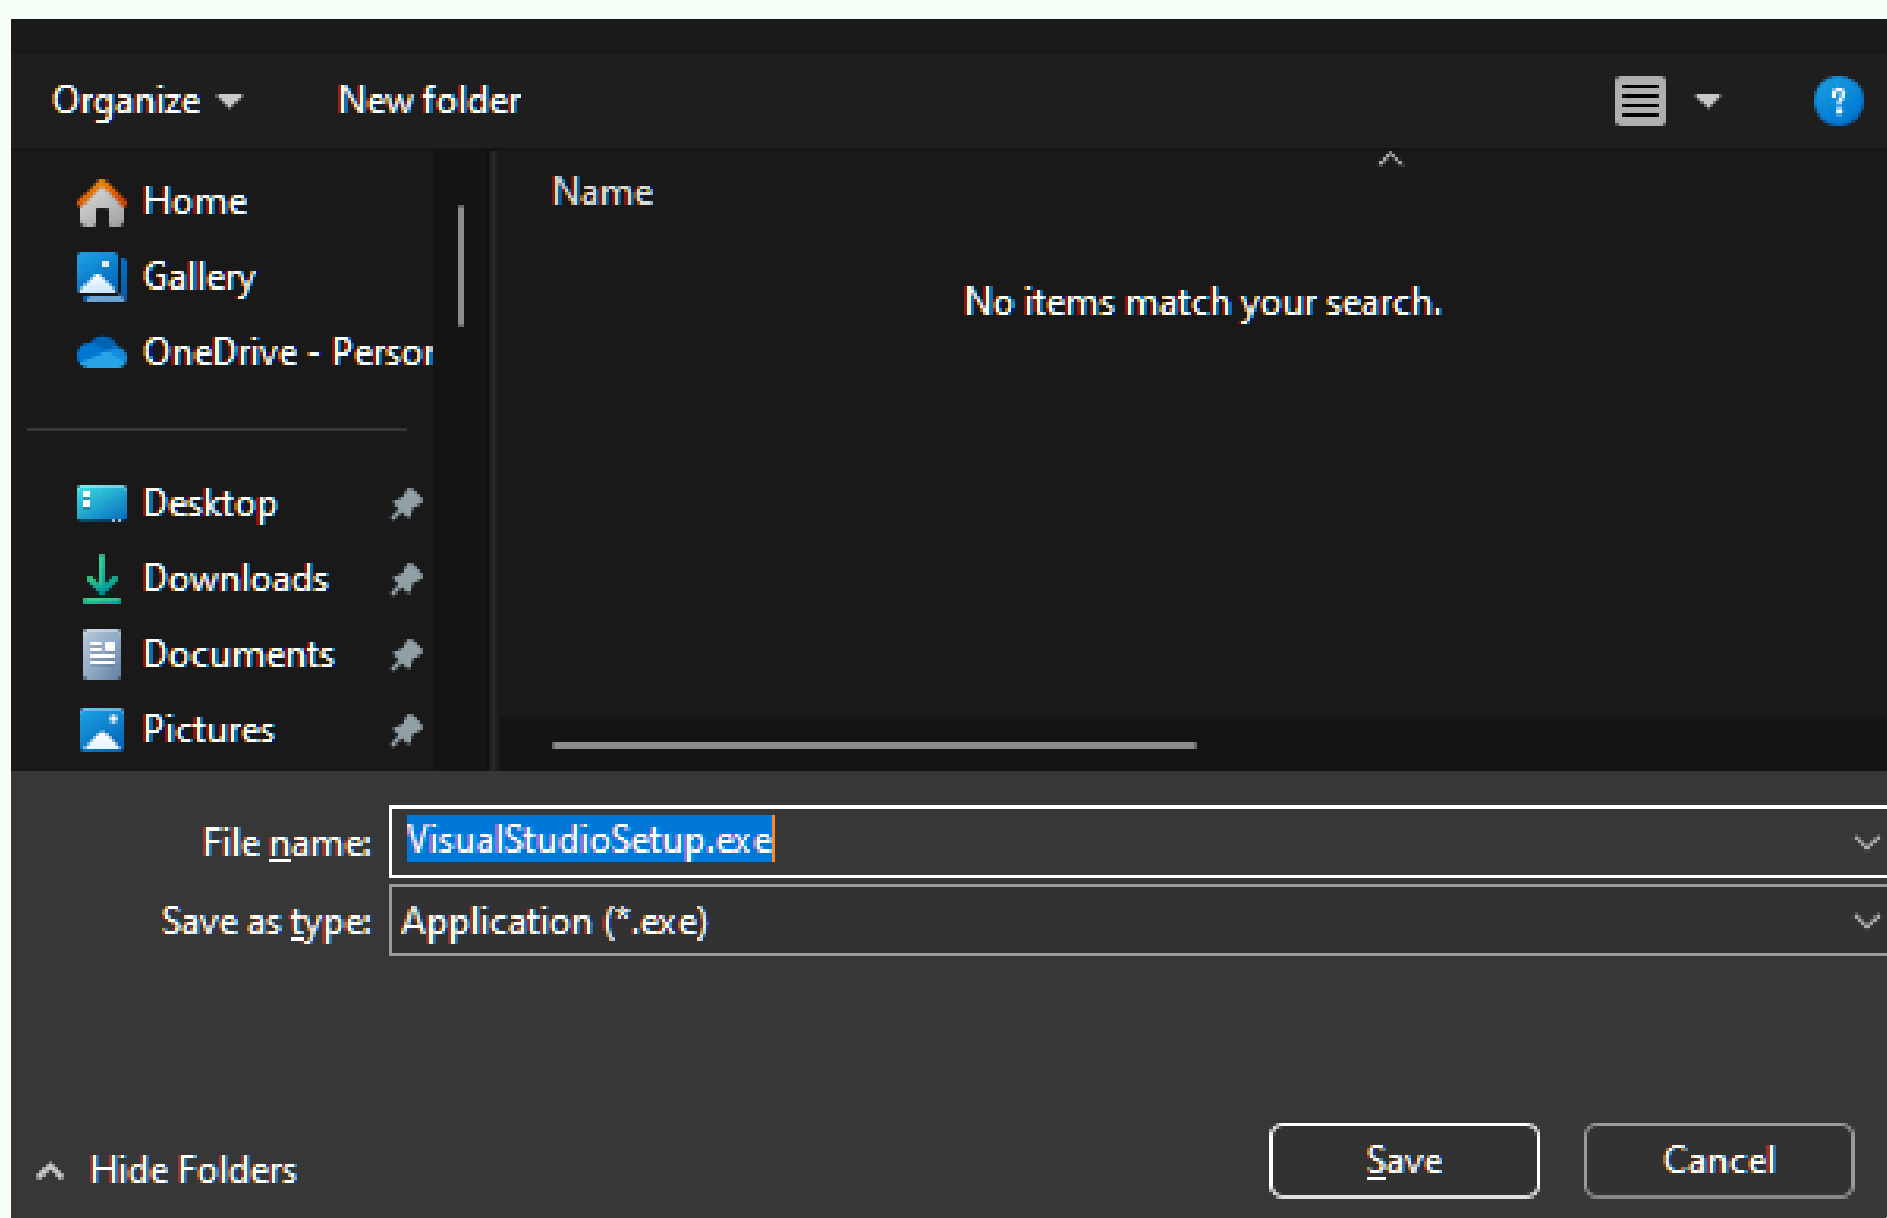 Organize New folder
Home
Gallery
OneDrive - Person
Desktop
Downloads
Documents
Pictures
Name
No items match your search.
File name: VisualStudioSetup.exe
Save as type: Application (*.exe)
Hide Folders
Save Cancel